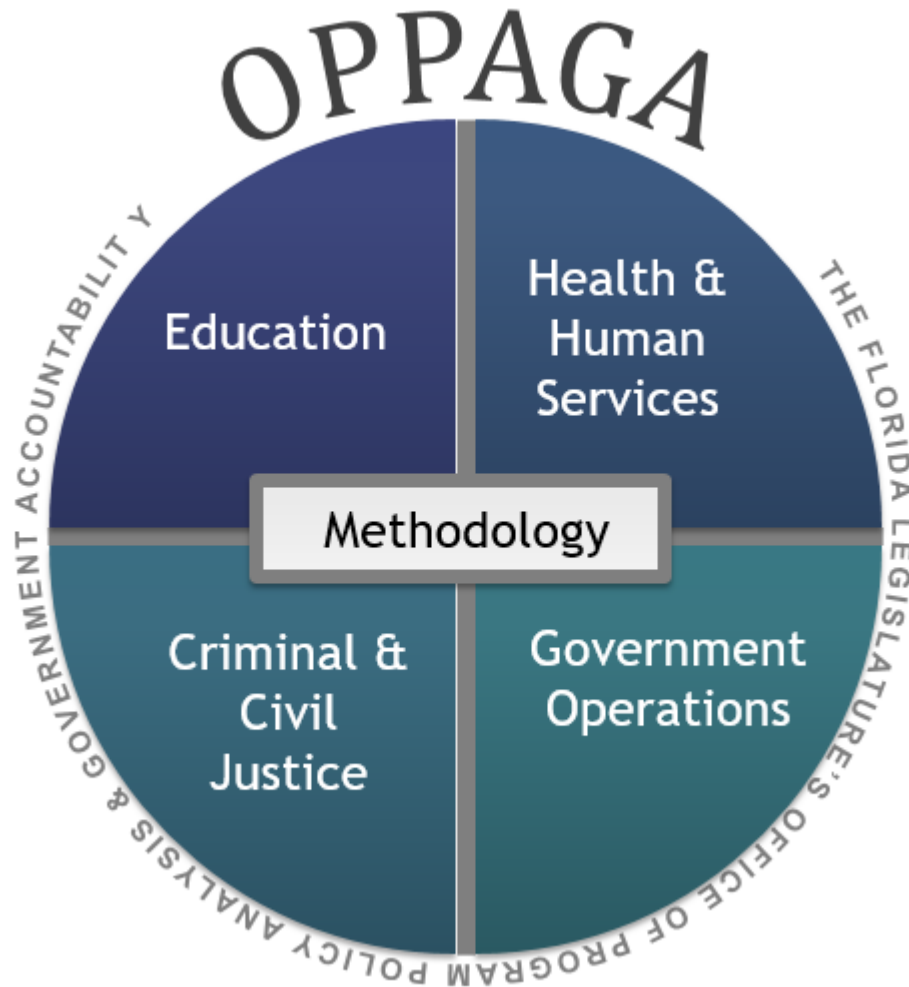 OPPAGA
Education
Health &
Human
Services
Methodology
Criminal &
Civil
Justice
Government
Operations
THE FLORIDA LEGISLATURE'S OFFICE OF PROGRAM POLICY ANALYSIS & GOVERNMENT ACCOUNTABILIT Y